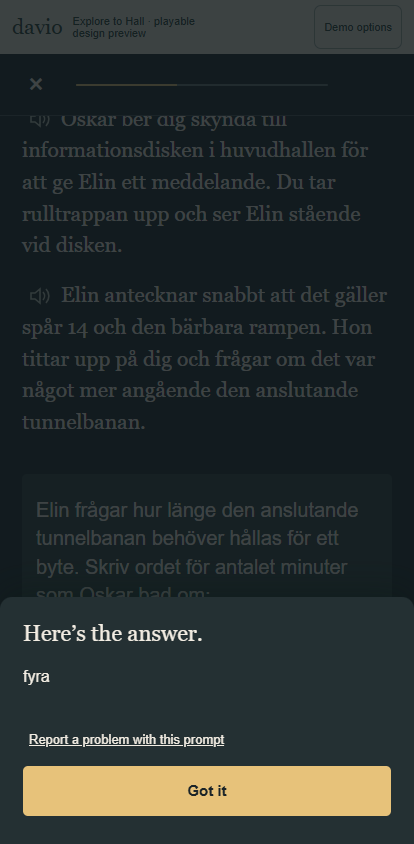 davio
Explore to Hall · playable
design preview
Demo options
Oskar ber dig skynda till
informationsdisken i huvudhallen för
att ge Elin ett meddelande. Du tar
rulltrappan upp och ser Elin stående
vid disken.
Elin antecknar snabbt att det gäller
spår 14 och den bärbara rampen. Hon
tittar upp på dig och frågar om det var
något mer angående den anslutande
tunnelbanan.
Elin frågar hur länge den anslutande
tunnelbanan behöver hållas för ett
byte. Skriv ordet för antalet minuter
som Oskar bad om:
Here’s the answer.
fyra
Report a problem with this prompt
Got it